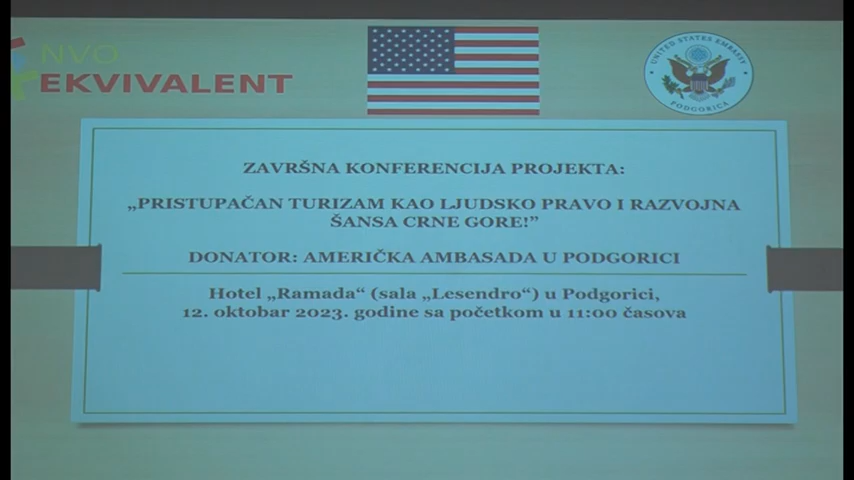 NVO
EKVIVALENT
UNITED STATES EMBASSY
PODGORICA
ZAVRŠNA KONFERENCIJA PROJEKTA:
„PRISTUPAČAN TURIZAM KAO LJUDSKO PRAVO I RAZVOJNA
ŠANSA CRNE GORE!”
DONATOR: AMERIČKA AMBASADA U PODGORICI
Hotel „Ramada“ (sala „Lesendro“) u Podgorici,
12. oktobar 2023. godine sa početkom u 11:00 časova